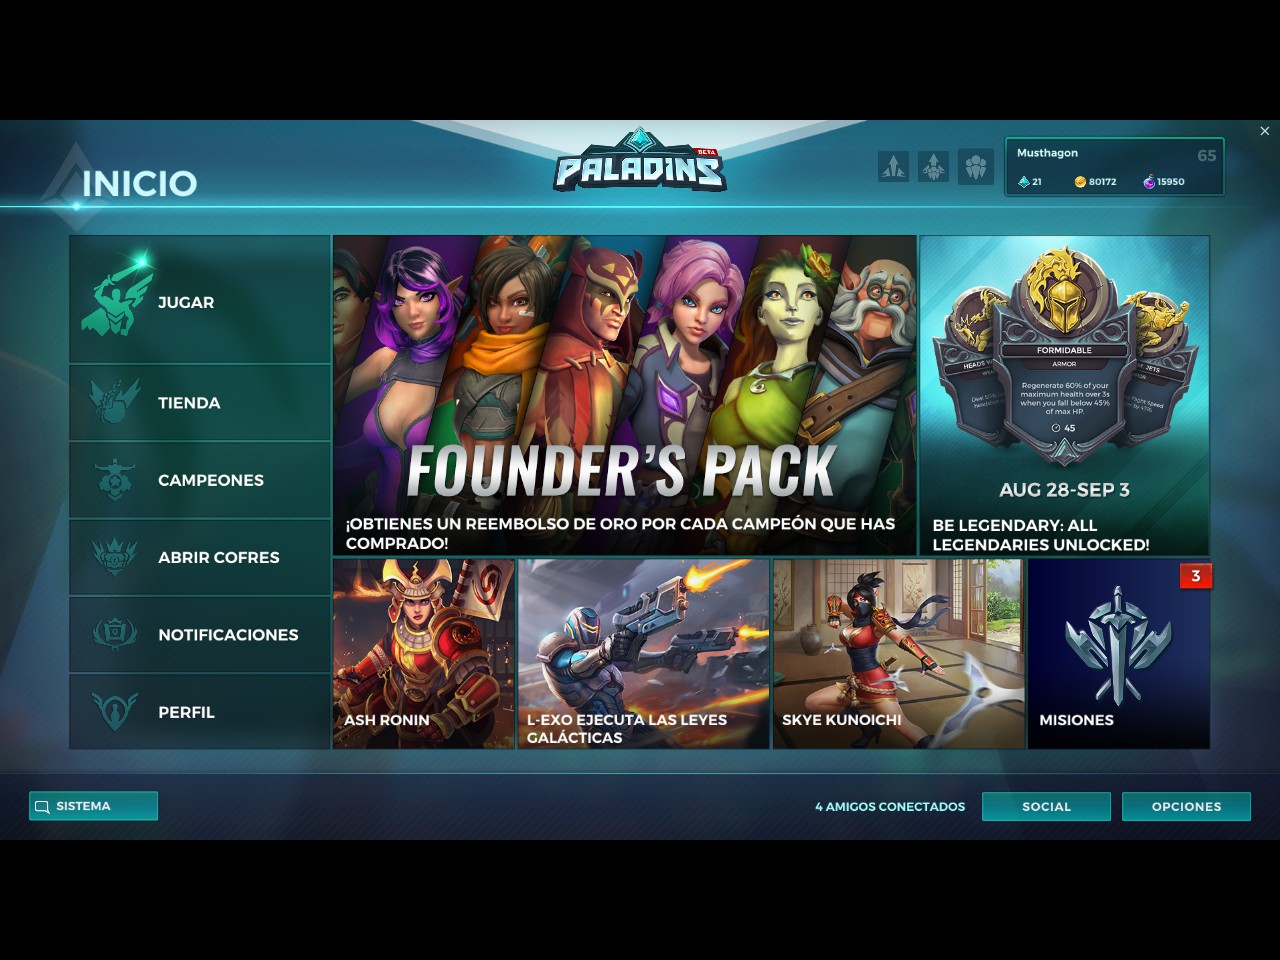 INICIO
PALADINS
BETA
Musthagon
65
21
80172
15950
JUGAR
TIENDA
CAMPEONES
ABRIR COFRES
NOTIFICACIONES
PERFIL
FOUNDER'S PACK
¡OBTIENES UN REEMBOLSO DE ORO POR CADA CAMPEÓN QUE HAS
COMPRADO!
FORMIDABLE
ARMOR
Regenerate 60% of your
maximum health over 3s
when you fall below 45%
of max HP.
45
AUG 28-SEP 3
BE LEGENDARY: ALL
LEGENDARIES UNLOCKED!
ASH RONIN
L-EXO EJECUTA LAS LEYES
GALÁCTICAS
SKYE KUNOICHI
3
MISIONES
SISTEMA
4 AMIGOS CONECTADOS
SOCIAL
OPCIONES